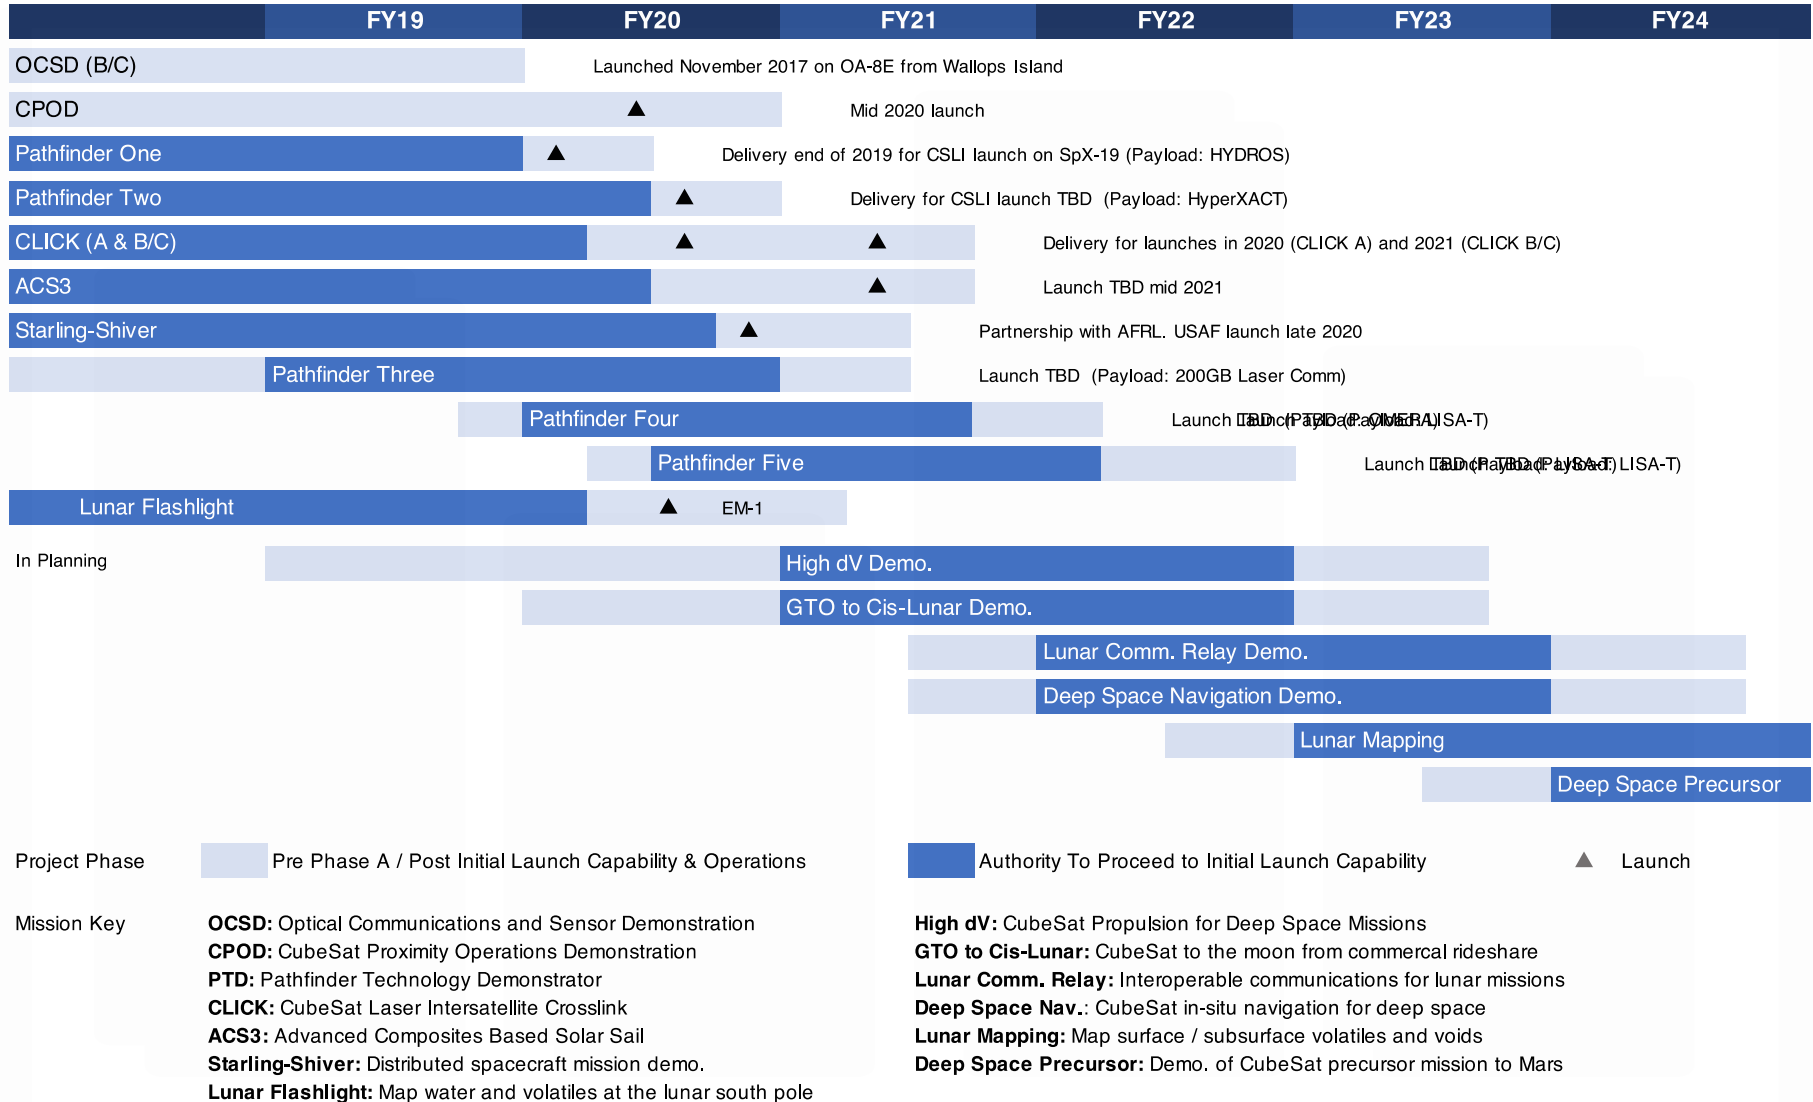 FY19 FY20 FY21 FY22 FY23 FY24
OCSD (B/C) Launched November 2017 on OA-8E from Wallops Island
CPOD Mid 2020 launch
Pathfinder One Delivery end of 2019 for CSLI launch on SpX-19 (Payload: HYDROS)
Pathfinder Two Delivery for CSLI launch TBD (Payload: HyperXACT)
CLICK (A & B/C) Delivery for launches in 2020 (CLICK A) and 2021 (CLICK B/C)
ACS3 Launch TBD mid 2021
Starling-Shiver Partnership with AFRL. USAF launch late 2020
Pathfinder Three Launch TBD (Payload: 200GB Laser Comm)
Pathfinder Four Launch LISA-T)
Pathfinder Five Launch LISA-T)
Lunar Flashlight EM-1
In Planning High dV Demo.
GTO to Cis-Lunar Demo.
Lunar Comm. Relay Demo.
Deep Space Navigation Demo.
Lunar Mapping
Deep Space Precursor
Project Phase Pre Phase A / Post Initial Launch Capability & Operations Authority To Proceed to Initial Launch Capability Launch
Mission Key
OCSD: Optical Communications and Sensor Demonstration
CPOD: CubeSat Proximity Operations Demonstration
PTD: Pathfinder Technology Demonstrator
CLICK: CubeSat Laser Intersatellite Crosslink
ACS3: Advanced Composites Based Solar Sail
Starling-Shiver: Distributed spacecraft mission demo.
Lunar Flashlight: Map water and volatiles at the lunar south pole
High dV: CubeSat Propulsion for Deep Space Missions
GTO to Cis-Lunar: CubeSat to the moon from commercal rideshare
Lunar Comm. Relay: Interoperable communications for lunar missions
Deep Space Nav.: CubeSat in-situ navigation for deep space
Lunar Mapping: Map surface / subsurface volatiles and voids
Deep Space Precursor: Demo. of CubeSat precursor mission to Mars